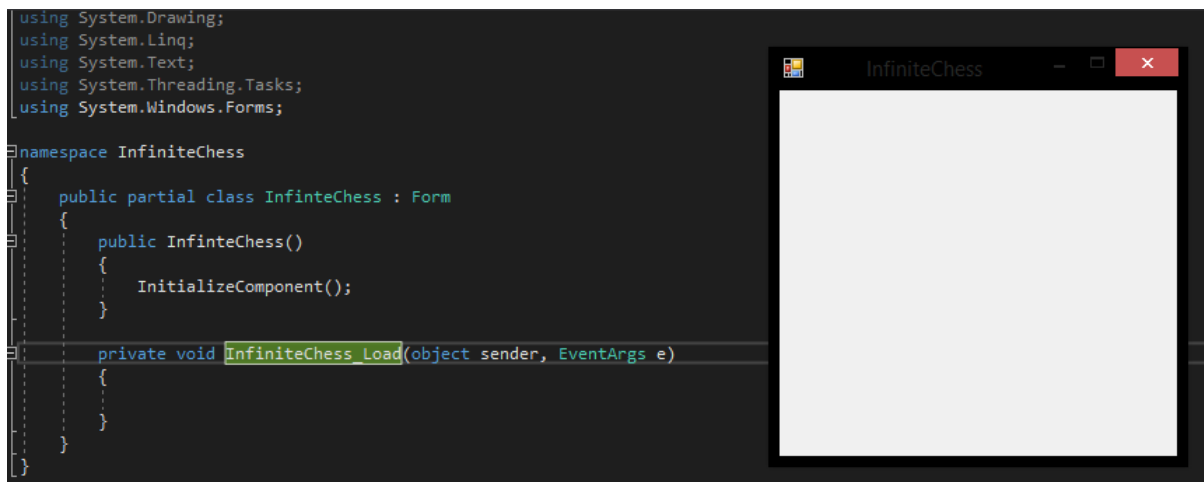 using System.Drawing;
using System.Linq;
using System.Text;
using System.Threading.Tasks;
using System.Windows.Forms;
namespace InfiniteChess
{
public partial class InfinteChess : Form
{
public InfinteChess()
{
InitializeComponent();
}
private void InfiniteChess_Load(object sender, EventArgs e)
{
}
}
}
InfiniteChess